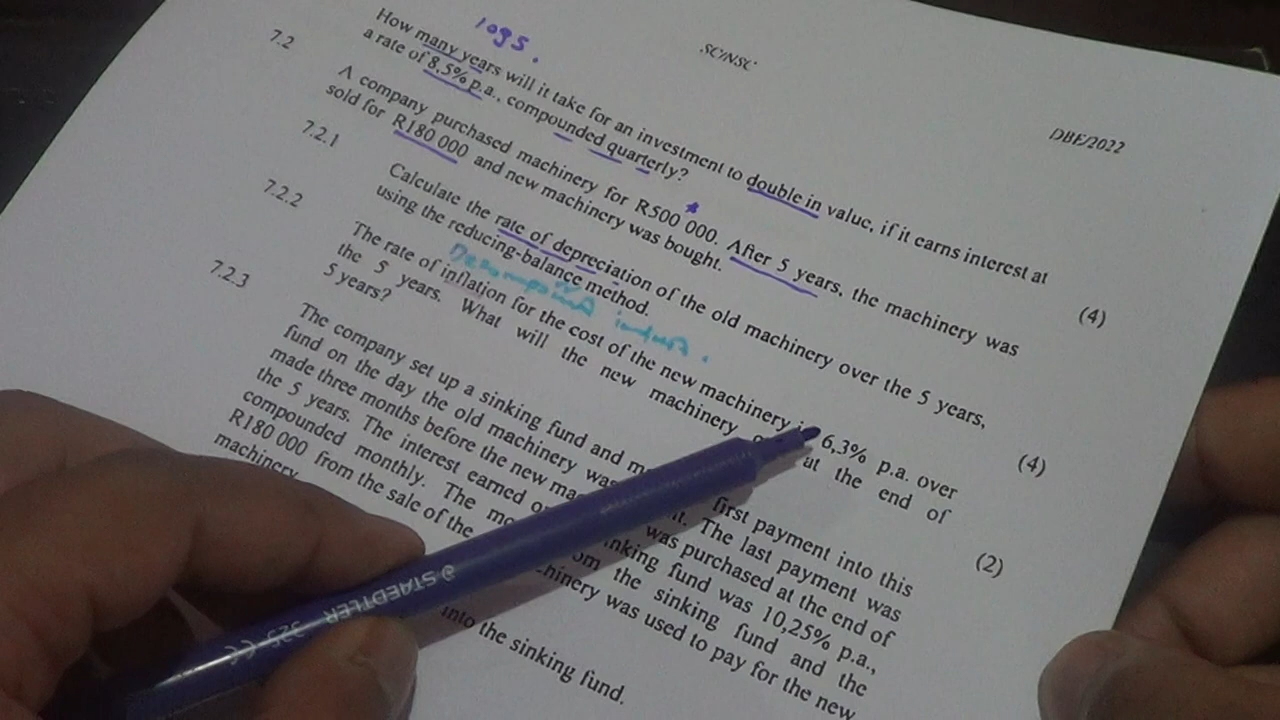 logs.
SC/NSC
DBE/2022
How many years will it take for an investment to double in value, if it earns interest at
a rate of 8,5% p.a., compounded quarterly?
(4)
7.2
A company purchased machinery for R500 000. After 5 years, the machinery was
sold for R180 000 and new machinery was bought.
7.2.1
Calculate the rate of depreciation of the old machinery over the 5 years,
using the reducing-balance method.
(4)
7.2.2
The rate of inflation for the cost of the new machinery 6,3% p.a. over
the 5 years. What will the new machinery at the end of
5 years?
(2)
7.2.3
The company set up a sinking fund and first payment into this
fund on the day the old machinery was The last payment was
made three months before the new was purchased at the end of
the 5 years. The interest earned sinking fund was 10,25% p.a.,
compounded monthly. The the sinking fund and the
R180 000 from the sale of the machinery was used to pay for the new
machinery
into the sinking fund.
STAEDTLER
325